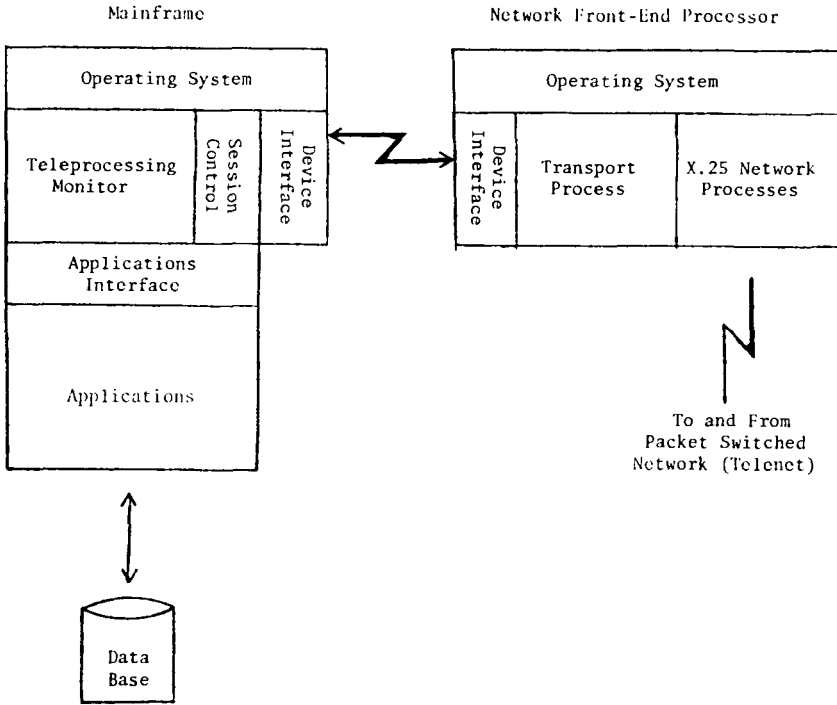 Mainframe
Network Front-End Processor
Operating System
Operating System
Teleprocessing
Monitor
Session
Control
Device
Interface
Device
Interface
Transport
Process
X.25 Network
Processes
Applications
Interface
Applications
To and From
Packet Switched
Network (Telenet)
Data
Base